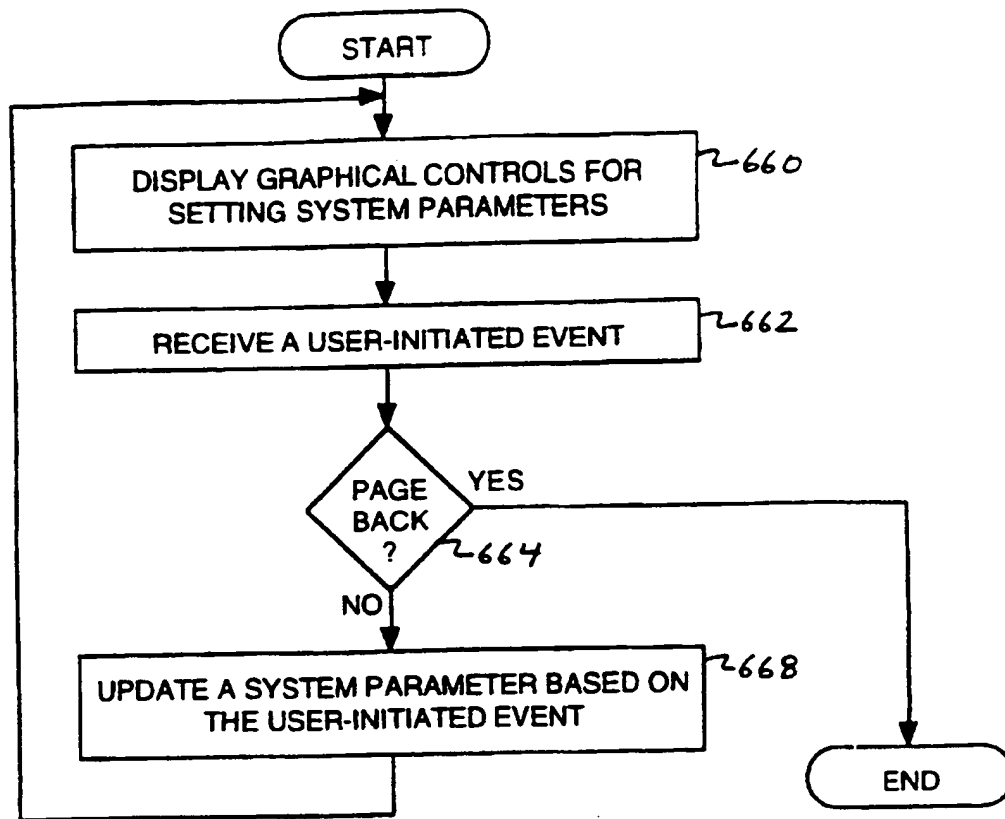 START
DISPLAY GRAPHICAL CONTROLS FOR
SETTING SYSTEM PARAMETERS
660
RECEIVE A USER-INITIATED EVENT
662
PAGE
BACK
?
YES
664
NO
UPDATE A SYSTEM PARAMETER BASED ON
THE USER-INITIATED EVENT
668
END